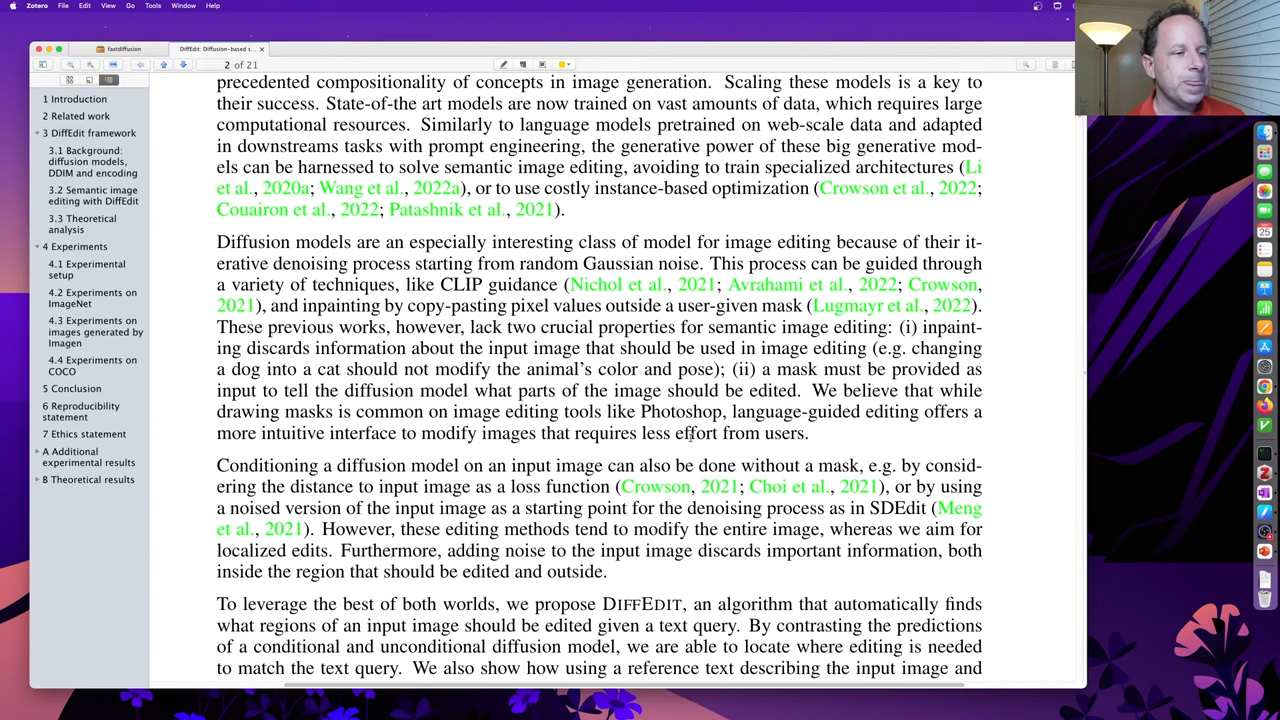 Zotero File Edit View Go Tools Window Help
fastdiffusion
DiffEdit: Diffusion-based s...
2 of 21
1 Introduction
2 Related work
3 DiffEdit framework
3.1 Background:
diffusion models,
DDIM and encoding
3.2 Semantic image
editing with DiffEdit
3.3 Theoretical
analysis
4 Experiments
4.1 Experimental
setup
4.2 Experiments on
ImageNet
4.3 Experiments on
images generated by
Imagen
4.4 Experiments on
COCO
5 Conclusion
6 Reproducibility
statement
7 Ethics statement
A Additional
experimental results
B Theoretical results
precedented compositionality of concepts in image generation. Scaling these models is a key to
their success. State-of-the art models are now trained on vast amounts of data, which requires large
computational resources. Similarly to language models pretrained on web-scale data and adapted
in downstreams tasks with prompt engineering, the generative power of these big generative mod-
els can be harnessed to solve semantic image editing, avoiding to train specialized architectures (Li
et al., 2020a; Wang et al., 2022a), or to use costly instance-based optimization (Crowson et al., 2022;
Couairon et al., 2022; Patashnik et al., 2021).
Diffusion models are an especially interesting class of model for image editing because of their it-
erative denoising process starting from random Gaussian noise. This process can be guided through
a variety of techniques, like CLIP guidance (Nichol et al., 2021; Avrahami et al., 2022; Crowson,
2021), and inpainting by copy-pasting pixel values outside a user-given mask (Lugmayr et al., 2022).
These previous works, however, lack two crucial properties for semantic image editing: (i) inpaint-
ing discards information about the input image that should be used in image editing (e.g. changing
a dog into a cat should not modify the animal's color and pose); (ii) a mask must be provided as
input to tell the diffusion model what parts of the image should be edited. We believe that while
drawing masks is common on image editing tools like Photoshop, language-guided editing offers a
more intuitive interface to modify images that requires less effort from users.
Conditioning a diffusion model on an input image can also be done without a mask, e.g. by consid-
ering the distance to input image as a loss function (Crowson, 2021; Choi et al., 2021), or by using
a noised version of the input image as a starting point for the denoising process as in SDEdit (Meng
et al., 2021). However, these editing methods tend to modify the entire image, whereas we aim for
localized edits. Furthermore, adding noise to the input image discards important information, both
inside the region that should be edited and outside.
To leverage the best of both worlds, we propose DIFFEDIT, an algorithm that automatically finds
what regions of an input image should be edited given a text query. By contrasting the predictions
of a conditional and unconditional diffusion model, we are able to locate where editing is needed
to match the text query. We also show how using a reference text describing the input image and
25